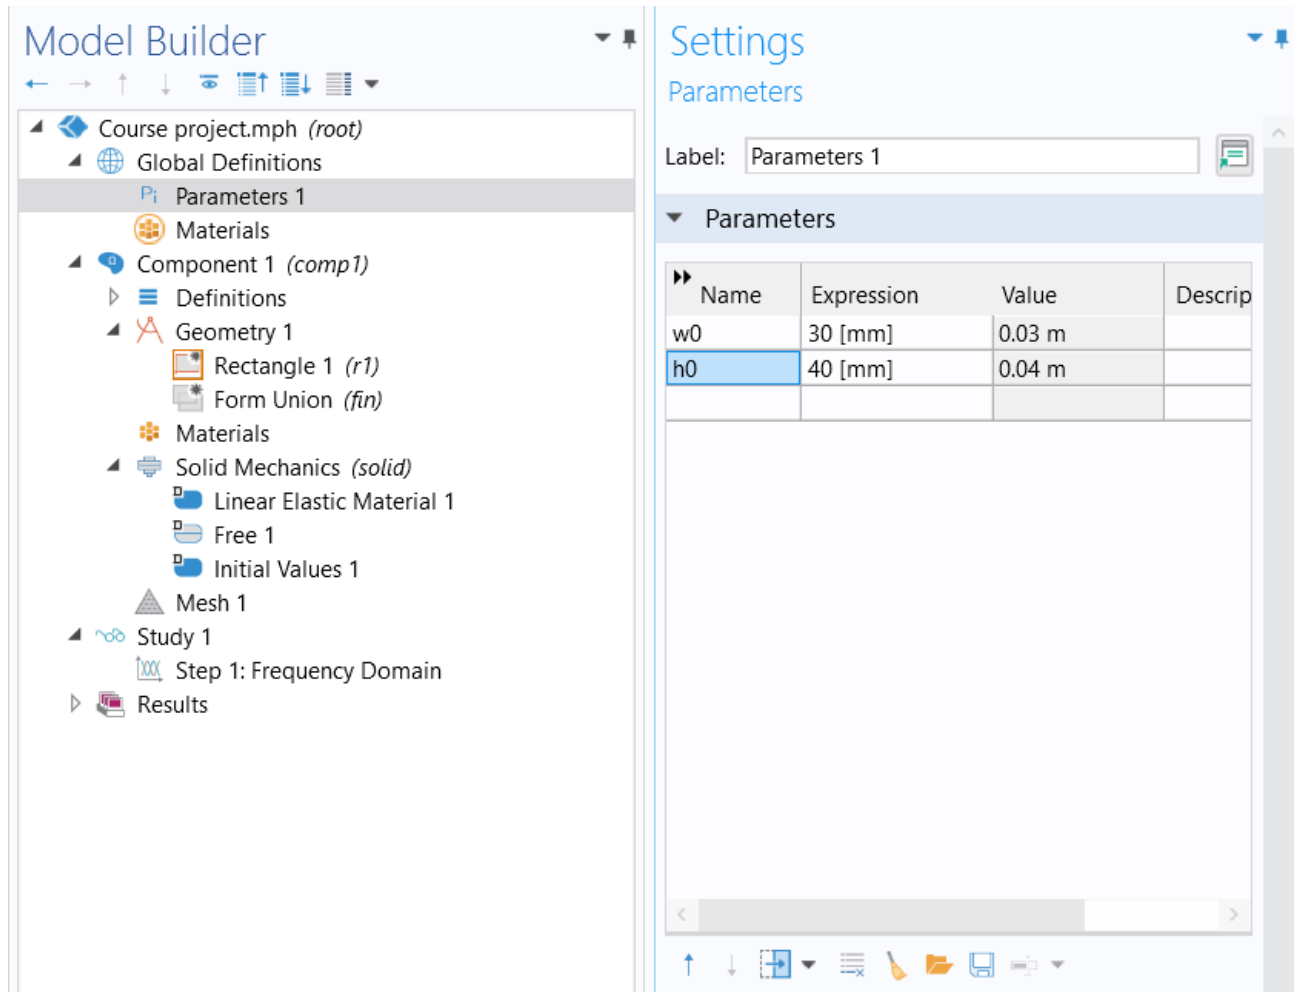 Model Builder
Course project.mph (root)
Global Definitions
Pi Parameters 1
Materials
Component 1 (comp1)
Definitions
Geometry 1
Rectangle 1 (r1)
Form Union (fin)
Materials
Solid Mechanics (solid)
D Linear Elastic Material 1
D Free 1
D Initial Values 1
Mesh 1
Study 1
Step 1: Frequency Domain
Results
Settings
Parameters
Label: Parameters 1
Parameters
Name Expression Value Descrip
w0 30 [mm] 0.03 m
h0 40 [mm] 0.04 m